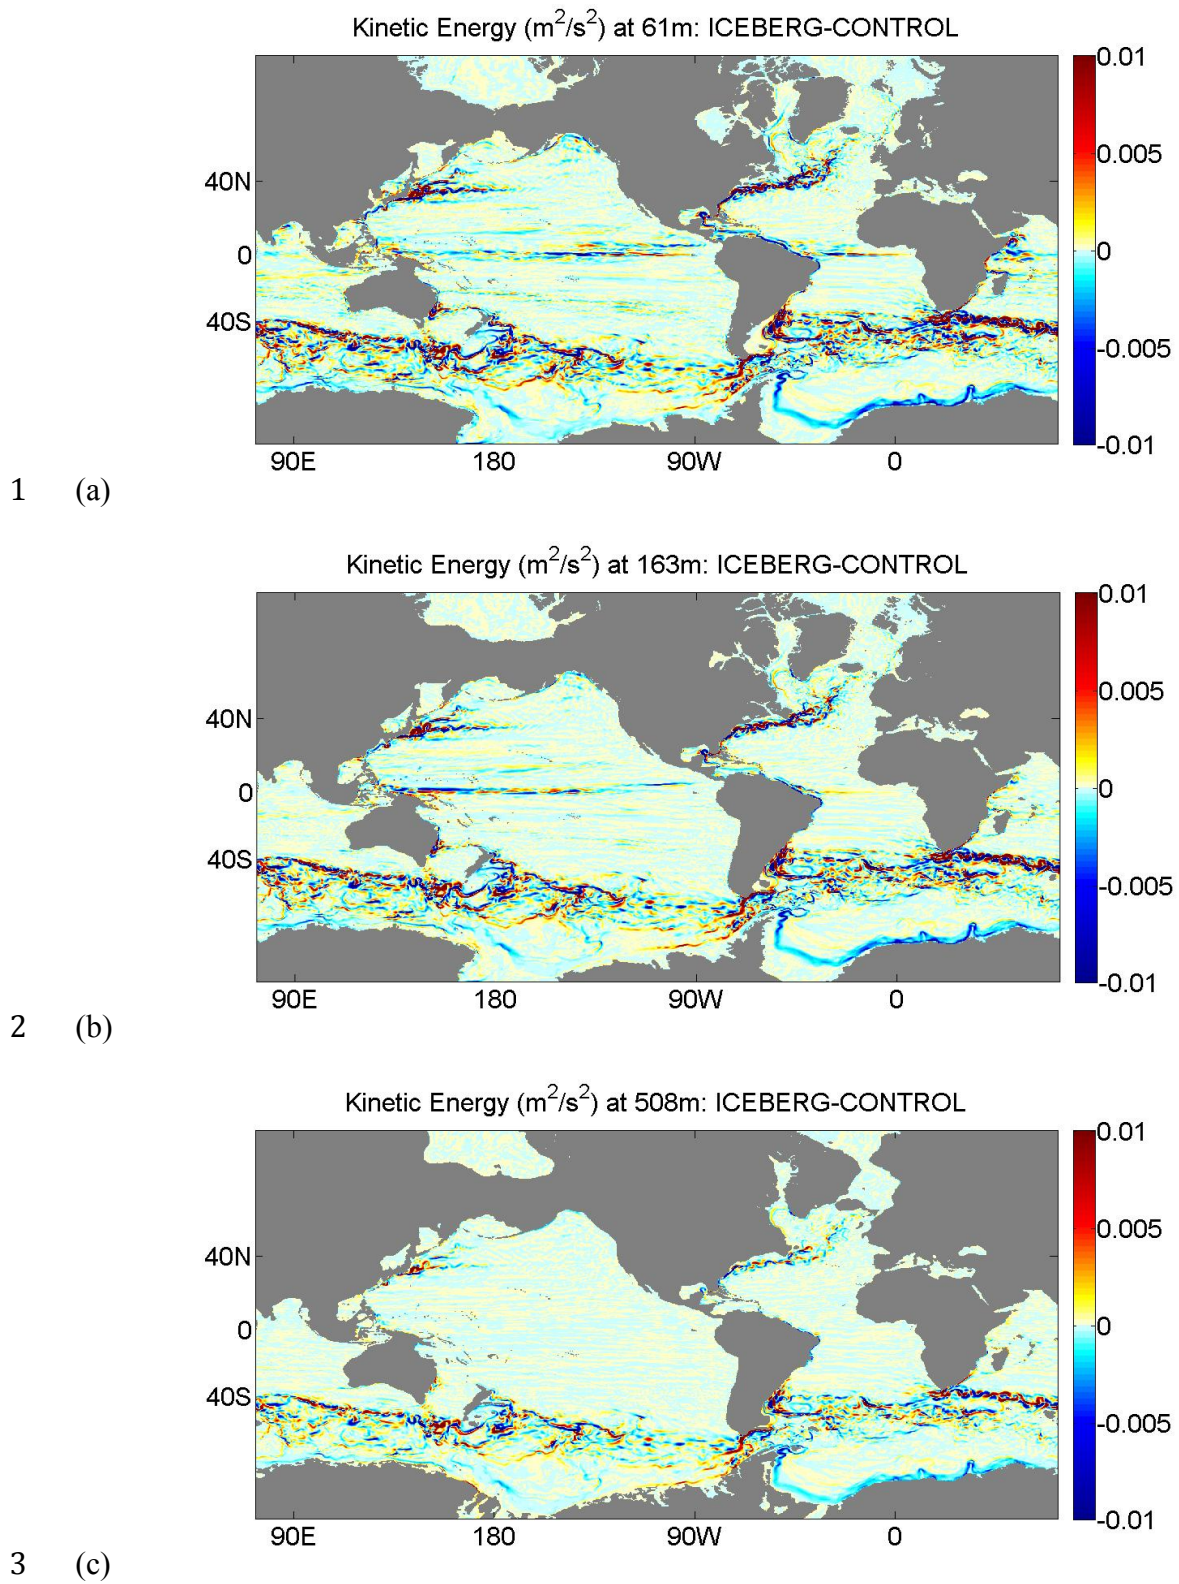 Kinetic Energy (m²/s²) at 61m: ICEBERG-CONTROL
0.01
0.005
0
-0.005
-0.01
40N
0
40S
90E 180 90W 0
1 (a)
Kinetic Energy (m²/s²) at 163m: ICEBERG-CONTROL
0.01
0.005
0
-0.005
-0.01
40N
0
40S
90E 180 90W 0
2 (b)
Kinetic Energy (m²/s²) at 508m: ICEBERG-CONTROL
0.01
0.005
0
-0.005
-0.01
40N
0
40S
90E 180 90W 0
3 (c)